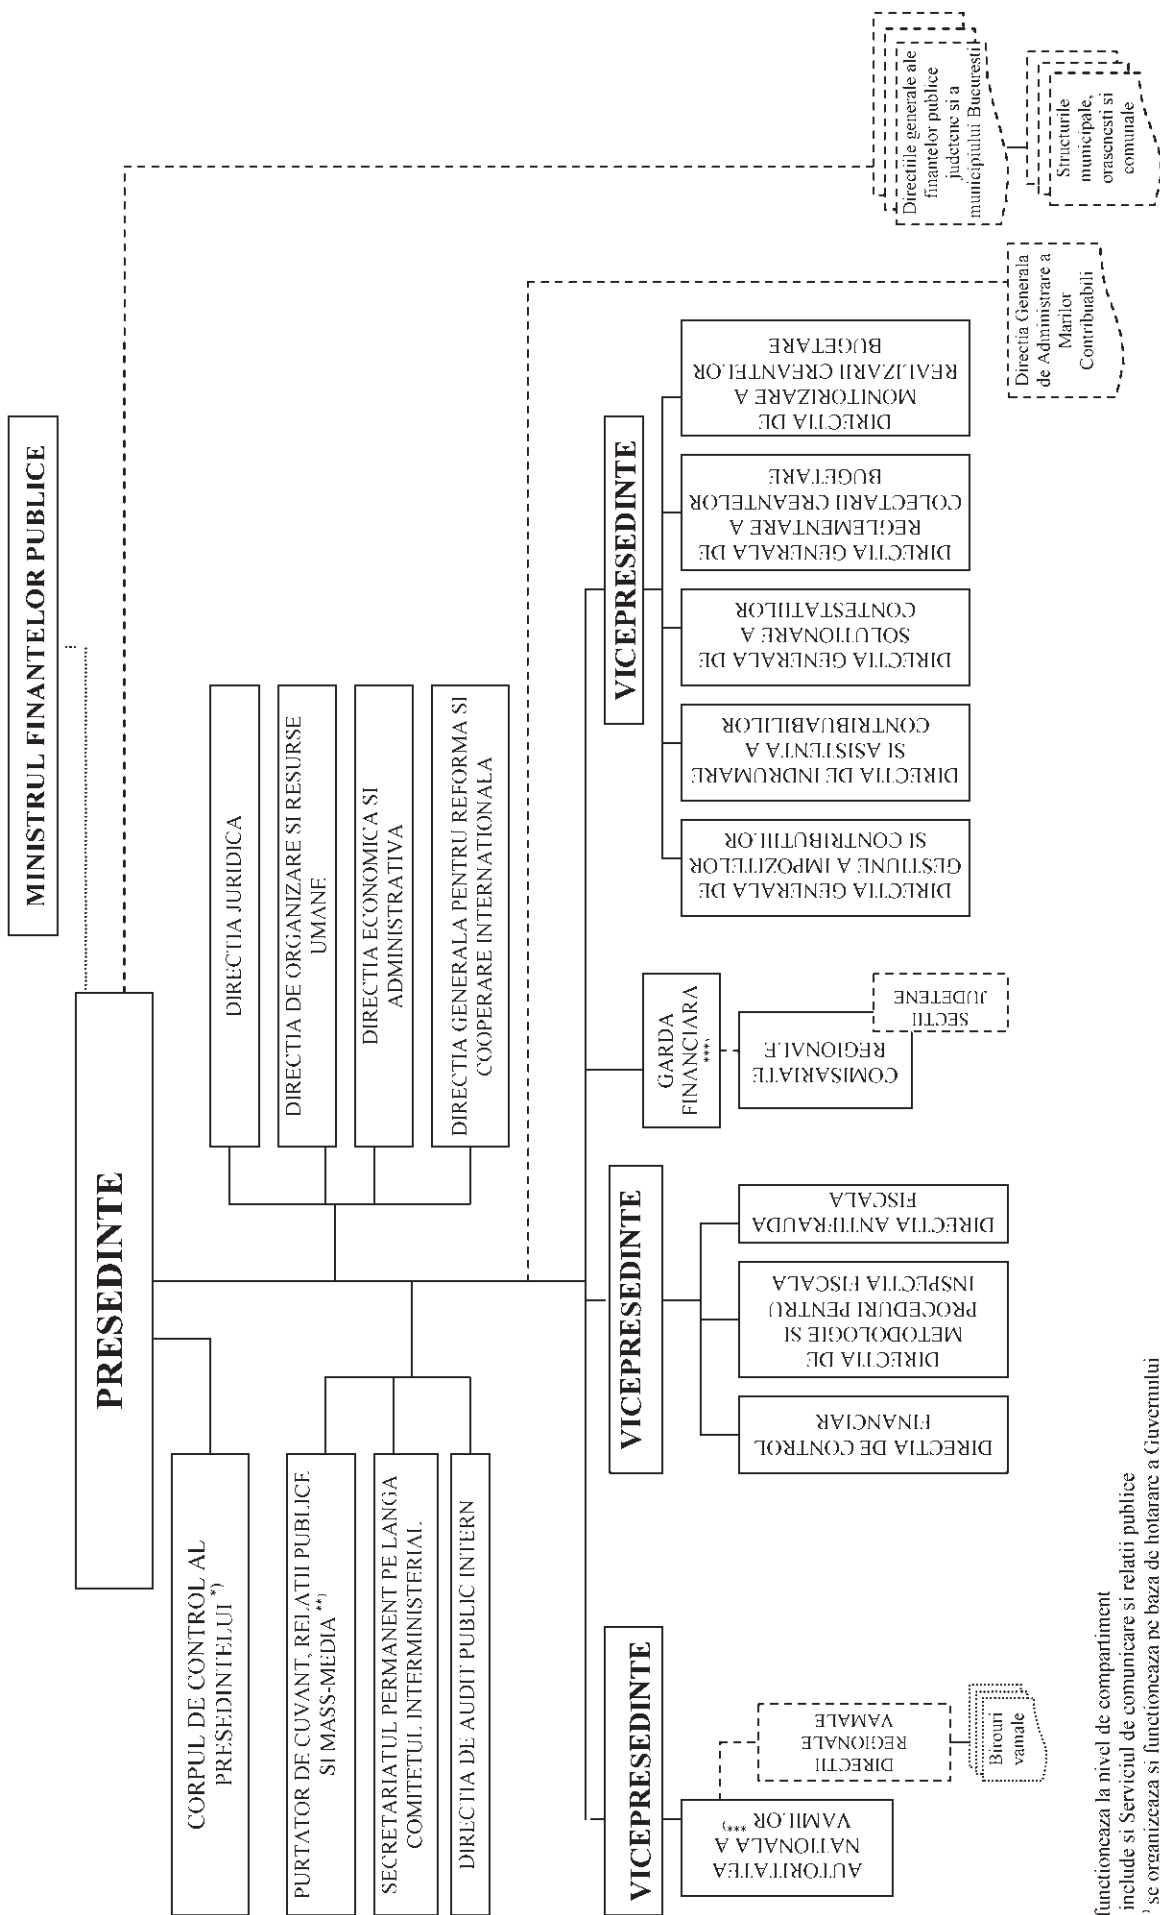 MINISTRUL FINANTELOR PUBLICE
PRESEDINTE
CORPUL DE CONTROL AL
PRESEDINTELUI *)
PURTATOR DE CUVANT, RELATII PUBLICE
SI MASS-MEDIA **)
SECRETARIATUL PERMANENT PE LANGA
COMITETUL INTERMINISTERIAL
DIRECTIA DE AUDIT PUBLIC INTERN
DIRECTIA JURIDICA
DIRECTIA DE ORGANIZARE SI RESURSE
UMANE
DIRECTIA ECONOMICA SI
ADMINISTRATIVA
DIRECTIA GENERALA PENTRU REFORMA SI
COOPERARE INTERNATIONALA
VICEPRESEDINTE
AUTORITATEA
NATIONALA A
VAMILOR ***)
DIRECTII
REGIONALE
VAMALE
Birouri
vamale
VICEPRESEDINTE
DIRECTIA DE CONTROL
FINANCIAR
DIRECTIA DE
METODOLOGIE SI
PROCEDURI PENTRU
INSPECTIA FISCALA
DIRECTIA ANTIFRAUDA
FISCALA
GARDA
FINANCIARA
***)
COMISARIATE
REGIONALE
SECTII
JUDETENE
VICEPRESEDINTE
DIRECTIA GENERALA DE
GESTIUNE A IMPOZITELOR
SI CONTRIBUTIILOR
DIRECTIA DE INDRUMARE
SI ASISTENTA A
CONTRIBUABILILOR
DIRECTIA GENERALA DE
SOLUTIONARE A
CONTESTATIILOR
DIRECTIA GENERALA DE
REGLEMENTARE A
COLECTARII CREANTELOR
BUGETARE
DIRECTIA DE
MONITORIZARE A
REALIZARII CREANTELOR
BUGETARE
Directia Generala
de Administrare a
Marilor
Contribuabili
Directiile generale ale
finantelor publice
judetene si a
municipiului Bucuresti
Structurile
municipale,
orasenesti si
comunale
functioneaza la nivel de compartiment
include si Serviciul de comunicare si relatii publice
) se organizeaza si functioneaza pe baza de hotarare a Guvernului